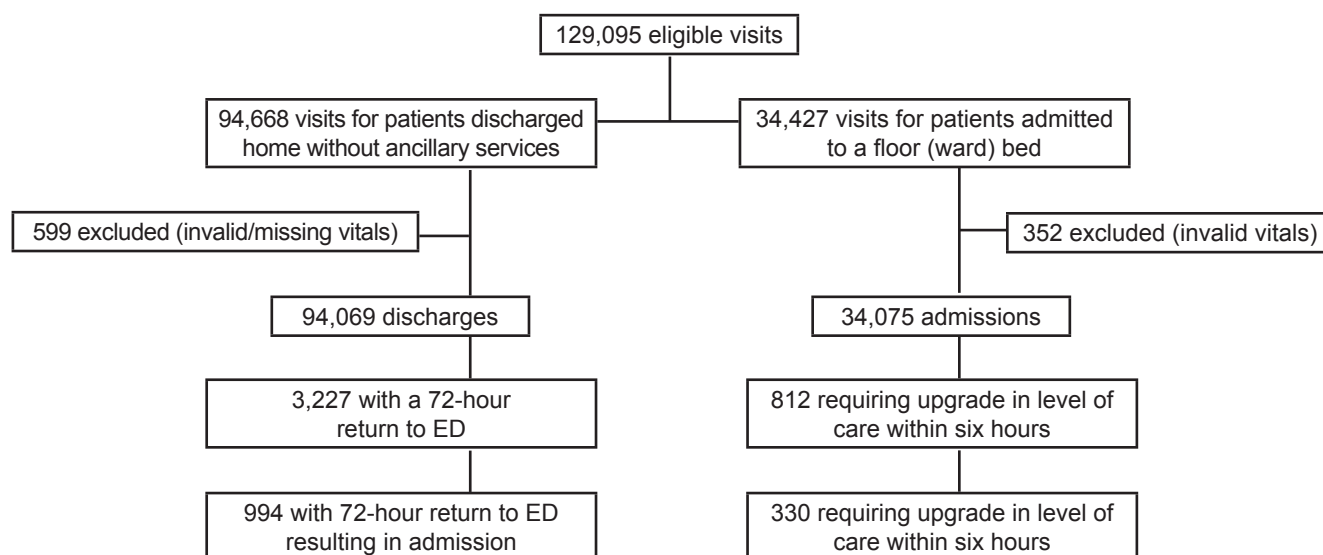 129,095 eligible visits
94,668 visits for patients discharged
home without ancillary services
34,427 visits for patients admitted
to a floor (ward) bed
599 excluded (invalid/missing vitals)
352 excluded (invalid vitals)
94,069 discharges
34,075 admissions
3,227 with a 72-hour
return to ED
812 requiring upgrade in level of
care within six hours
994 with 72-hour return to ED
resulting in admission
330 requiring upgrade in level of
care within six hours